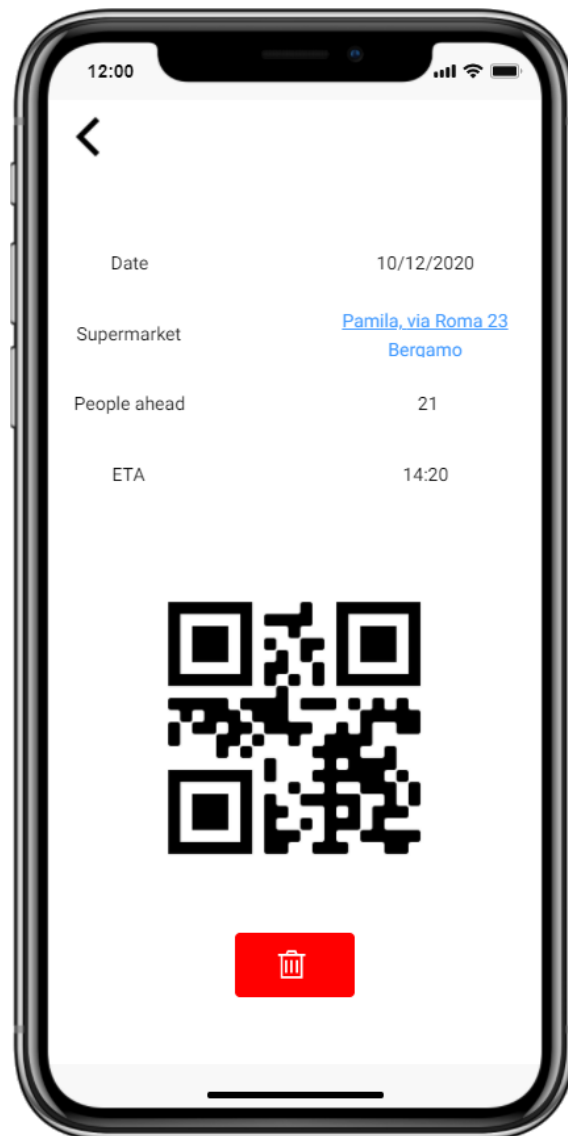 12:00
Date 10/12/2020
Supermarket Pamila, via Roma 23
Bergamo
People ahead 21
ETA 14:20